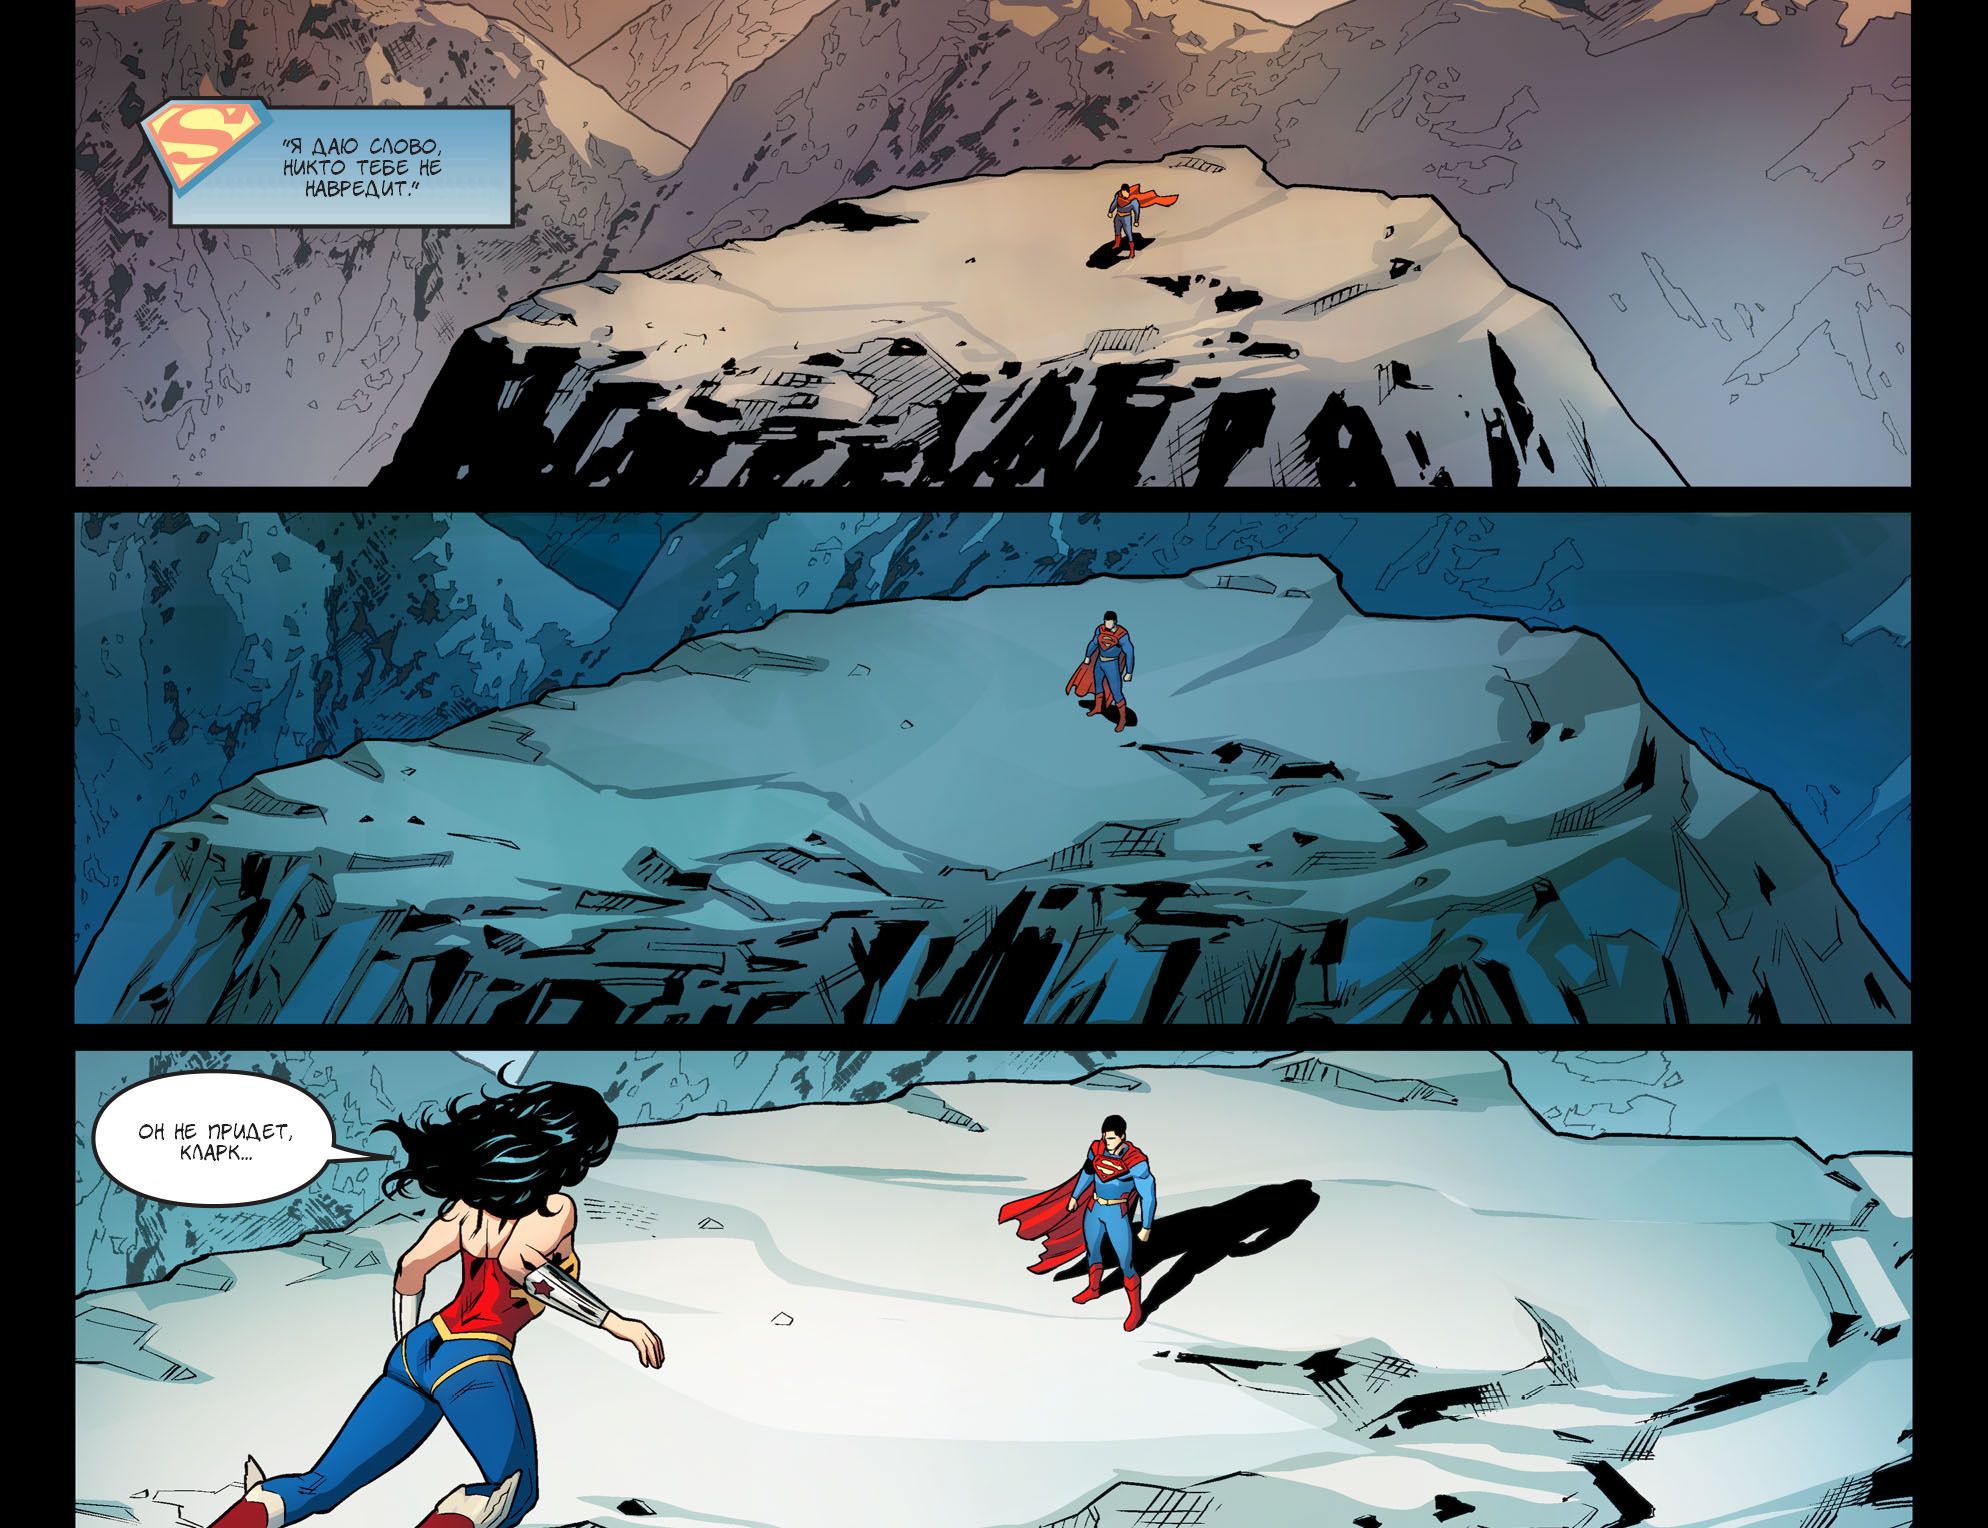 "Я ДАЮ СЛОВО,
НИКТО ТЕБЕ НЕ
НАВРЕДИТ."
ОН НЕ ПРИДЕТ,
КЛАРК...